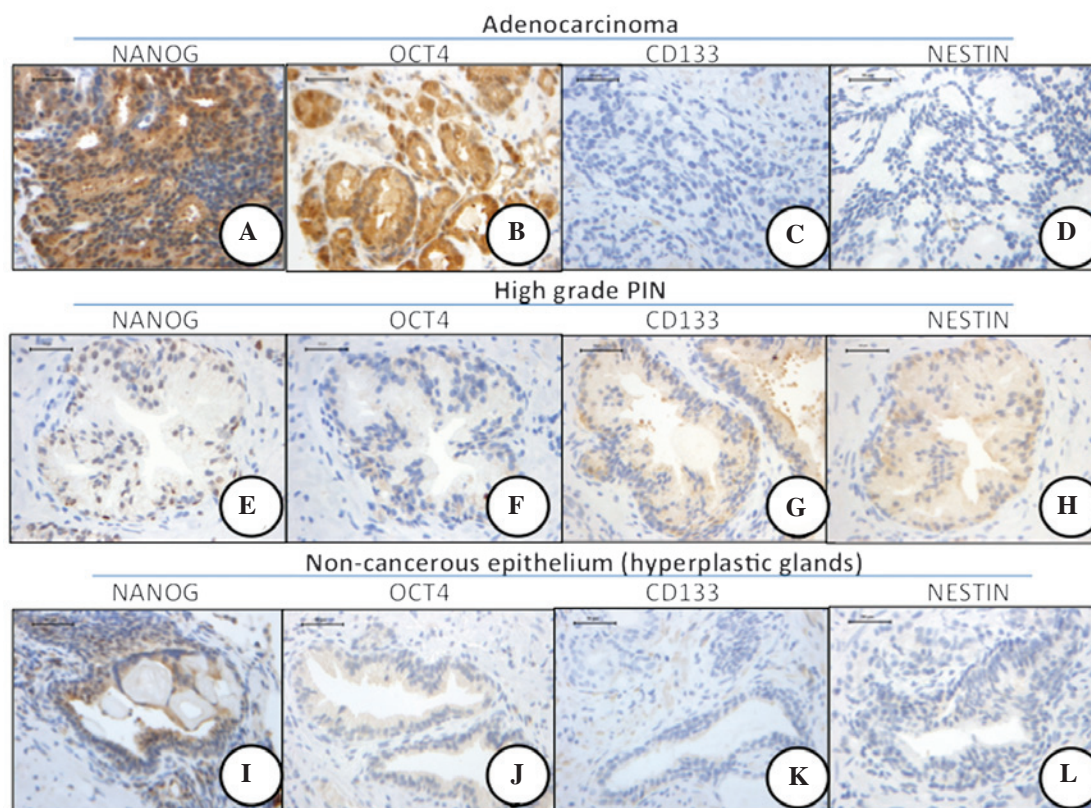 Adenocarcinoma
NANOG OCT4 CD133 NESTIN
A B C D
High grade PIN
NANOG OCT4 CD133 NESTIN
E F G H
Non-cancerous epithelium (hyperplastic glands)
NANOG OCT4 CD133 NESTIN
I J K L